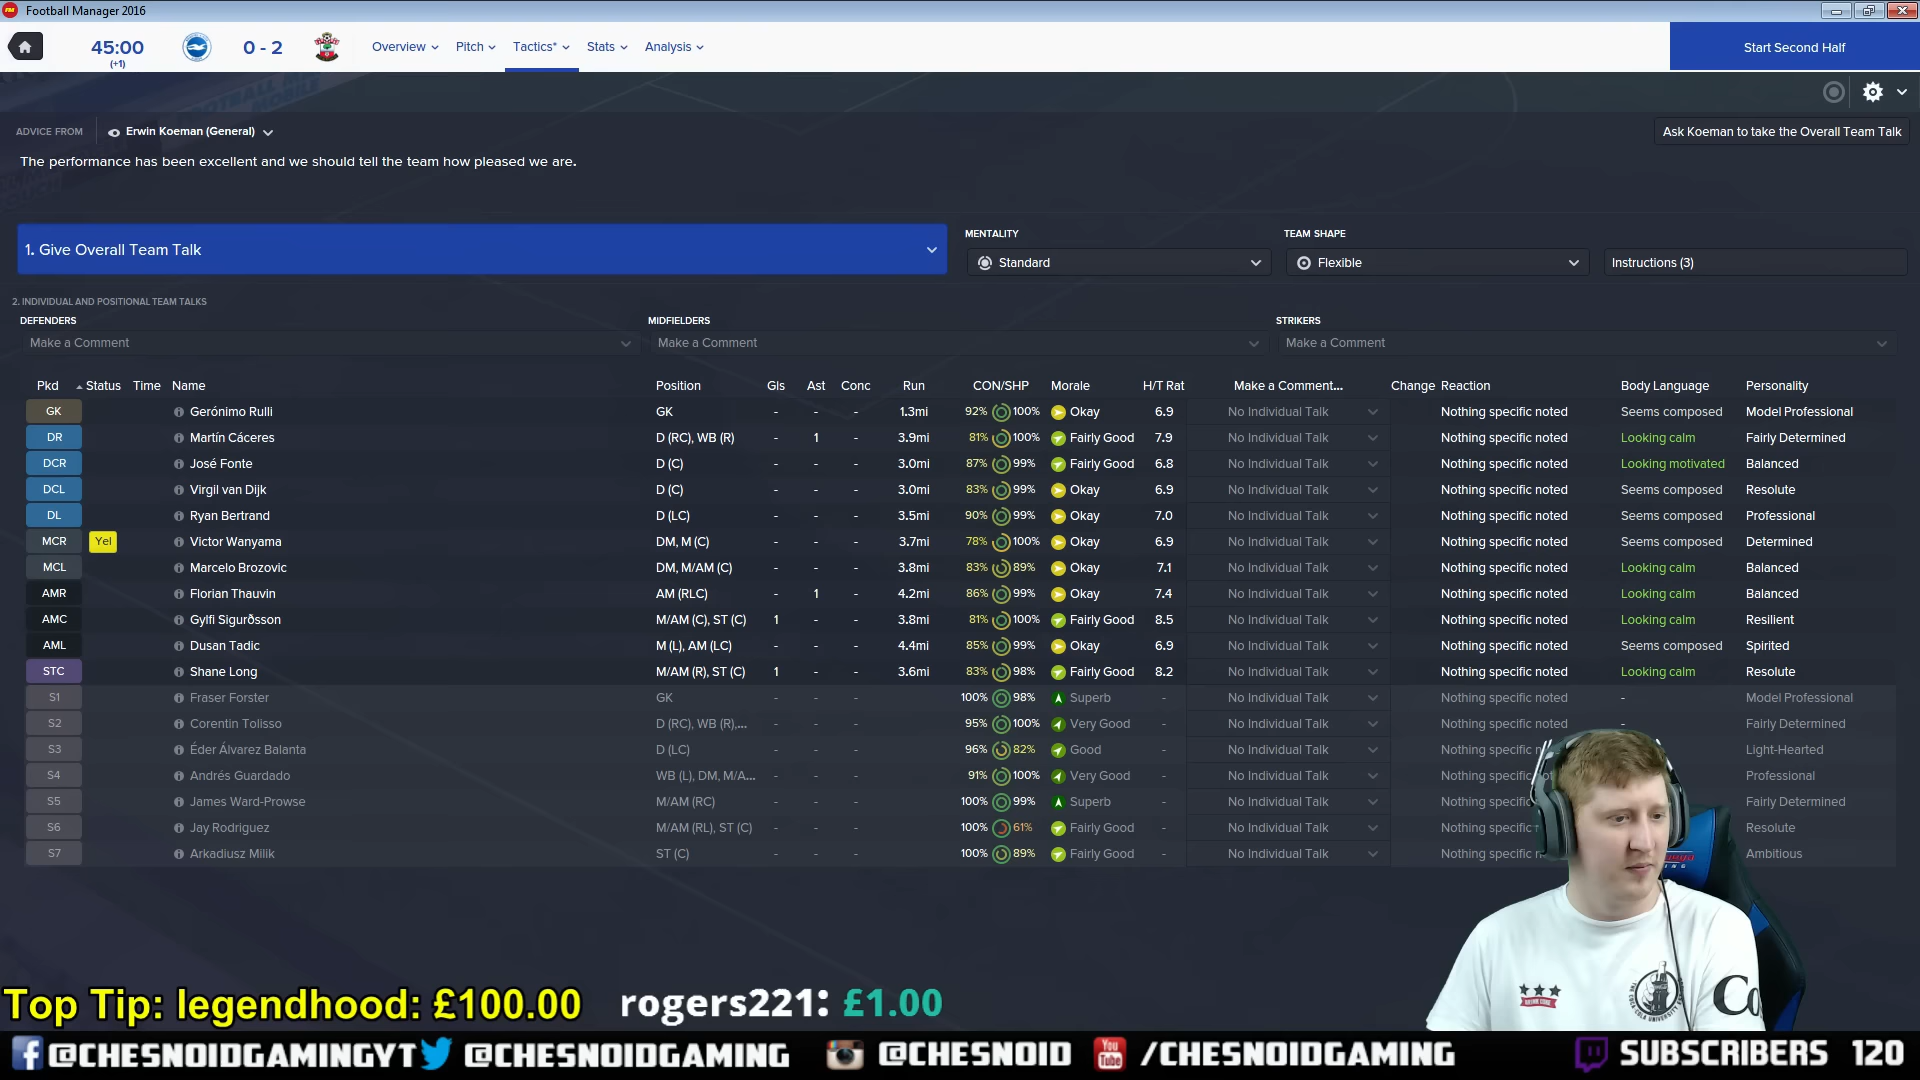 Football Manager 2016
45:00
(+1)
0 - 2
Overview Pitch Tactics* Stats Analysis
Start Second Half
ADVICE FROM Erwin Koeman (General)
Ask Koeman to take the Overall Team Talk
The performance has been excellent and we should tell the team how pleased we are.
1. Give Overall Team Talk
MENTALITY TEAM SHAPE
Standard Flexible Instructions (3)
2. INDIVIDUAL AND POSITIONAL TEAM TALKS
DEFENDERS MIDFIELDERS STRIKERS
Make a Comment Make a Comment Make a Comment
Pkd Status Time Name Position Gls Ast Conc Run CON/SHP Morale H/T Rat Make a Comment... Change Reaction Body Language Personality
GK Gerónimo Rulli GK - - - 1.3mi 92% 100% Okay 6.9 No Individual Talk Nothing specific noted Seems composed Model Professional
DR Martín Cáceres D (RC), WB (R) - 1 - 3.9mi 81% 100% Fairly Good 7.9 No Individual Talk Nothing specific noted Looking calm Fairly Determined
DCR José Fonte D (C) - - - 3.0mi 87% 99% Fairly Good 6.8 No Individual Talk Nothing specific noted Looking motivated Balanced
DCL Virgil van Dijk D (C) - - - 3.0mi 83% 99% Okay 6.9 No Individual Talk Nothing specific noted Seems composed Resolute
DL Ryan Bertrand D (LC) - - - 3.5mi 90% 99% Okay 7.0 No Individual Talk Nothing specific noted Seems composed Professional
MCR Yel Victor Wanyama DM, M (C) - - - 3.7mi 78% 100% Okay 6.9 No Individual Talk Nothing specific noted Seems composed Determined
MCL Marcelo Brozovic DM, M/AM (C) - - - 3.8mi 83% 89% Okay 7.1 No Individual Talk Nothing specific noted Looking calm Balanced
AMR Florian Thauvin AM (RLC) - 1 - 4.2mi 86% 99% Okay 7.4 No Individual Talk Nothing specific noted Looking calm Balanced
AMC Gylfi Sigurðsson M/AM (C), ST (C) 1 - - 3.8mi 81% 100% Fairly Good 8.5 No Individual Talk Nothing specific noted Looking calm Resilient
AML Dusan Tadic M (L), AM (LC) - - - 4.4mi 85% 99% Okay 6.9 No Individual Talk Nothing specific noted Seems composed Spirited
STC Shane Long M/AM (R), ST (C) 1 - - 3.6mi 83% 98% Fairly Good 8.2 No Individual Talk Nothing specific noted Looking calm Resolute
S1 Fraser Forster GK - - - 100% 98% Superb - No Individual Talk Nothing specific noted - Model Professional
S2 Corentin Tolisso D (RC), WB (R),... - - - 95% 100% Very Good - No Individual Talk Nothing specific noted - Fairly Determined
S3 Éder Álvarez Balanta D (LC) - - - 96% 82% Good - No Individual Talk Nothing specific Light-Hearted
S4 Andrés Guardado WB (L), DM, M/A... - - - 91% 100% Very Good - No Individual Talk Nothing specific Professional
S5 James Ward-Prowse M/AM (RC) - - - 100% 99% Superb - No Individual Talk Nothing specific Fairly Determined
S6 Jay Rodriguez M/AM (RL), ST (C) - - - 100% 61% Fairly Good - No Individual Talk Nothing specific Resolute
S7 Arkadiusz Milik ST (C) - - - 100% 89% Fairly Good - No Individual Talk Nothing specific Ambitious
Top Tip: legendhood: £100.00 rogers221: £1.00
@CHESNOIDGAMINGYT @CHESNOIDGAMING @CHESNOID You Tube /CHESNOIDGAMING SUBSCRIBERS 120